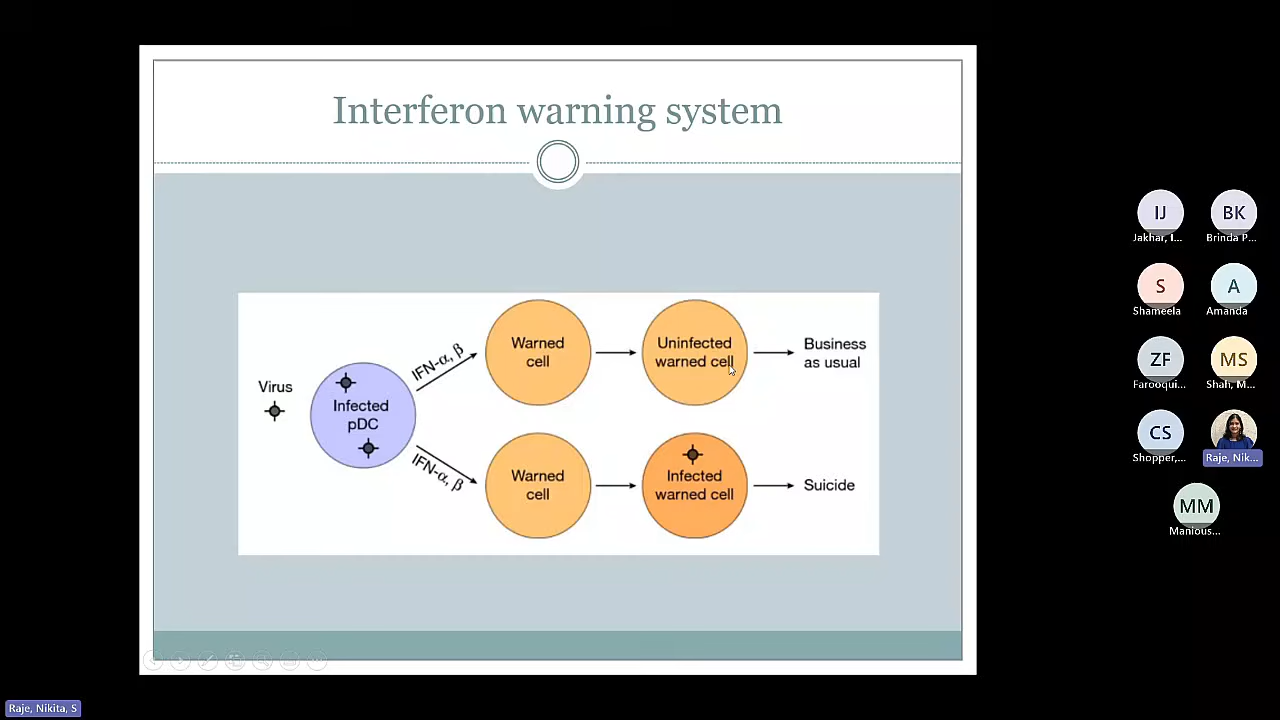 Interferon warning system
Virus
Infected
pDC
IFN-α, β
IFN-α, β
Warned
cell
Uninfected
warned cell
Business
as usual
Warned
cell
Infected
warned cell
Suicide
IJ
Jakhar, I...
BK
Brinda P...
S
Shameela
A
Amanda
ZF
Farooqui...
MS
Shah, M...
CS
Shopper,...
Raje, Nik...
MM
Manious...
Raje, Nikita, S